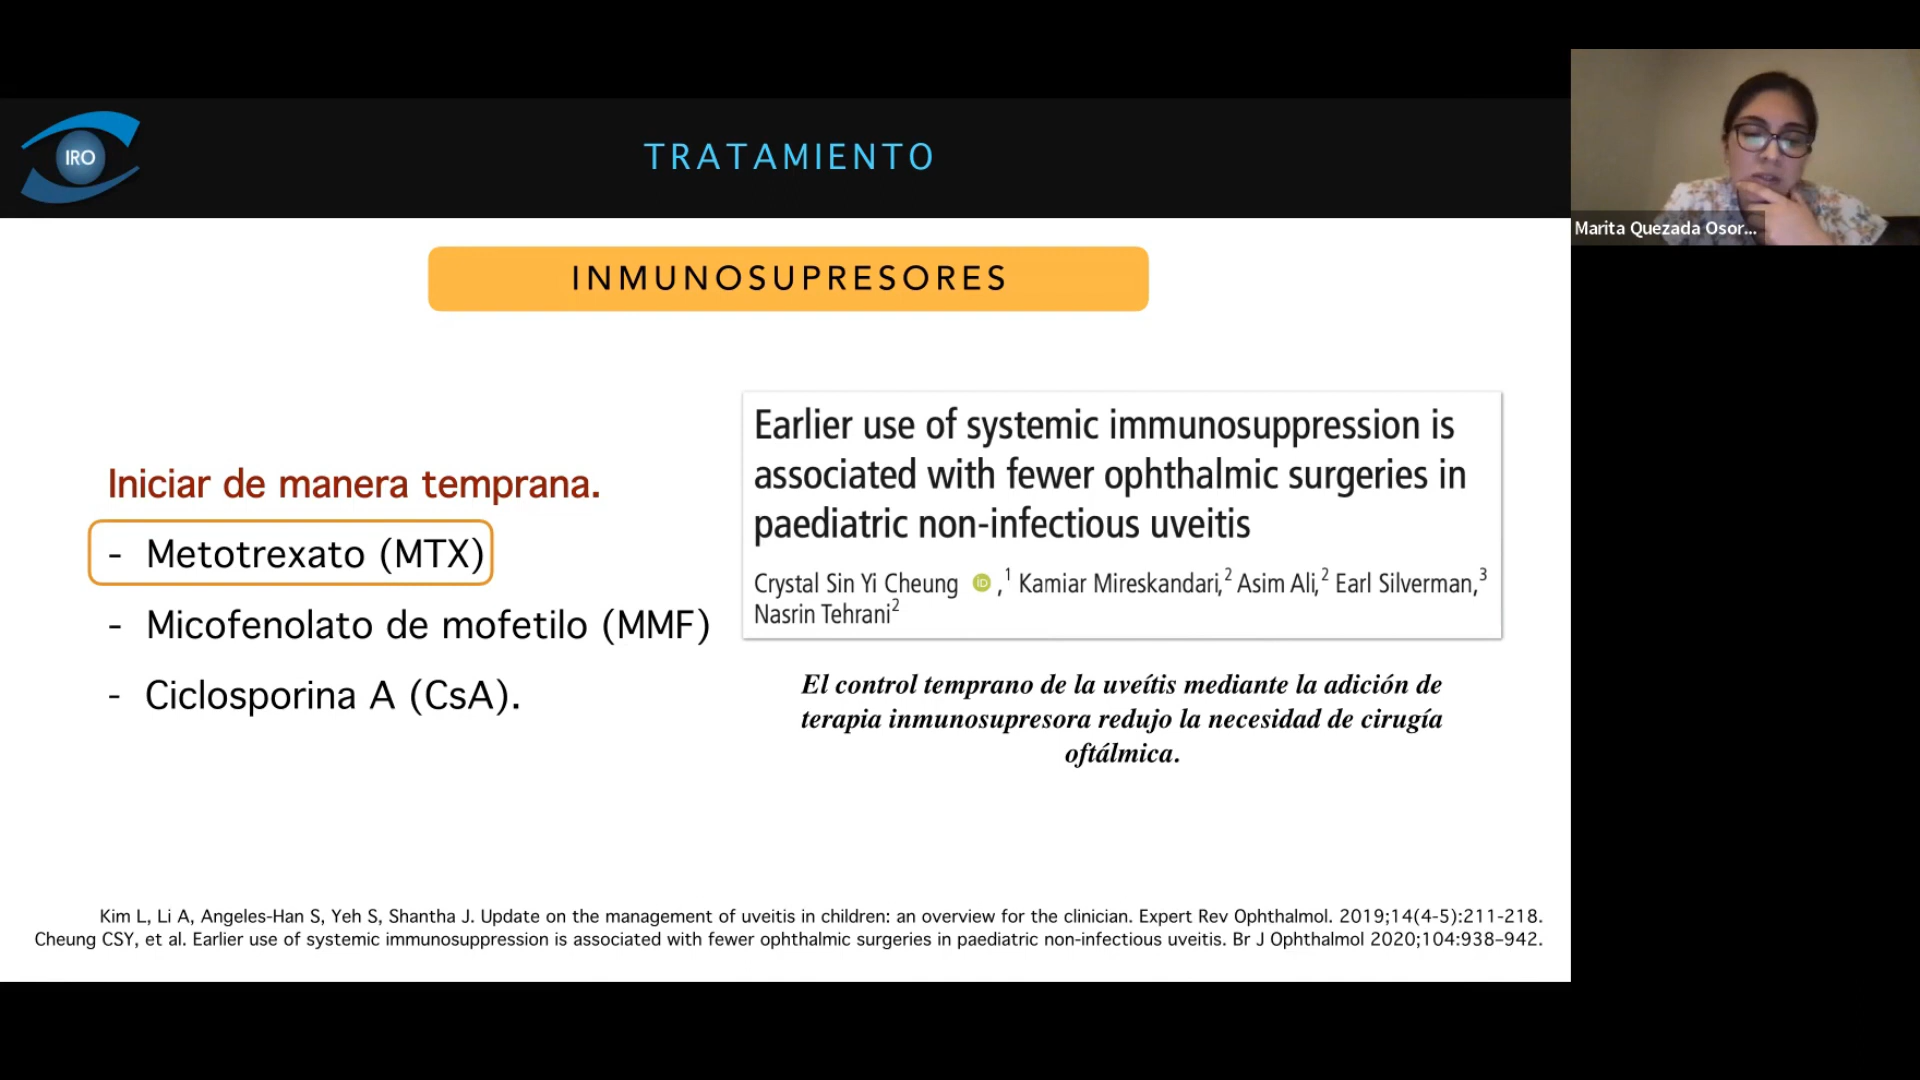 IRO
TRATAMIENTO
Marita Quezada Osor...
INMUNOSUPRESORES
Iniciar de manera temprana.
- Metotrexato (MTX)
- Micofenolato de mofetilo (MMF)
- Ciclosporina A (CsA).
Earlier use of systemic immunosuppression is
associated with fewer ophthalmic surgeries in
paediatric non-infectious uveitis
Crystal Sin Yi Cheung iD ,1 Kamiar Mireskandari,2 Asim Ali,2 Earl Silverman,3
Nasrin Tehrani2
El control temprano de la uveítis mediante la adición de
terapia inmunosupresora redujo la necesidad de cirugía
oftálmica.
Kim L, Li A, Angeles-Han S, Yeh S, Shantha J. Update on the management of uveitis in children: an overview for the clinician. Expert Rev Ophthalmol. 2019;14(4-5):211-218.
Cheung CSY, et al. Earlier use of systemic immunosuppression is associated with fewer ophthalmic surgeries in paediatric non-infectious uveitis. Br J Ophthalmol 2020;104:938–942.